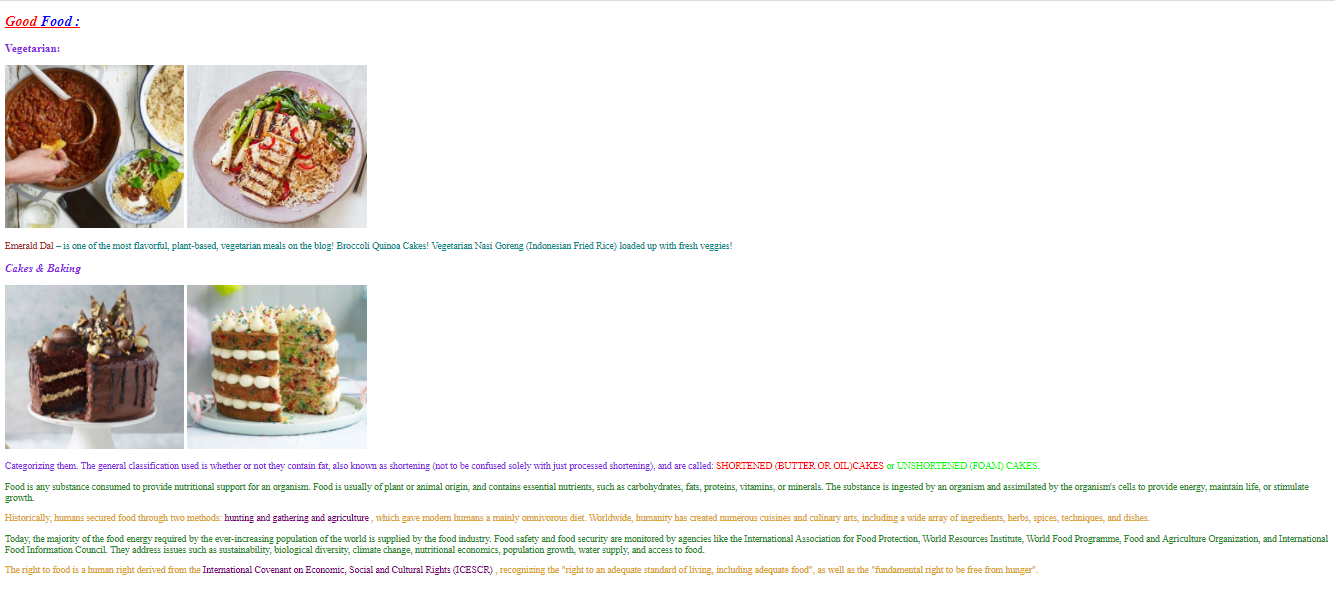 Good Food :
Vegetarian:
Emerald Dal – is one of the most flavorful, plant-based, vegetarian meals on the blog! Broccoli Quinoa Cakes! Vegetarian Nasi Goreng (Indonesian Fried Rice) loaded up with fresh veggies!
Cakes & Baking
Categorizing them. The general classification used is whether or not they contain fat, also known as shortening (not to be confused solely with just processed shortening), and are called: SHORTENED (BUTTER OR OIL)CAKES or UNSHORTENED (FOAM) CAKES.
Food is any substance consumed to provide nutritional support for an organism. Food is usually of plant or animal origin, and contains essential nutrients, such as carbohydrates, fats, proteins, vitamins, or minerals. The substance is ingested by an organism and assimilated by the organism's cells to provide energy, maintain life, or stimulate
growth.
Historically, humans secured food through two methods: hunting and gathering and agriculture , which gave modern humans a mainly omnivorous diet. Worldwide, humanity has created numerous cuisines and culinary arts, including a wide array of ingredients, herbs, spices, techniques, and dishes.
Today, the majority of the food energy required by the ever-increasing population of the world is supplied by the food industry. Food safety and food security are monitored by agencies like the International Association for Food Protection, World Resources Institute, World Food Programme, Food and Agriculture Organization, and International
Food Information Council. They address issues such as sustainability, biological diversity, climate change, nutritional economics, population growth, water supply, and access to food.
The right to food is a human right derived from the International Covenant on Economic, Social and Cultural Rights (ICESCR) , recognizing the "right to an adequate standard of living, including adequate food", as well as the "fundamental right to be free from hunger".